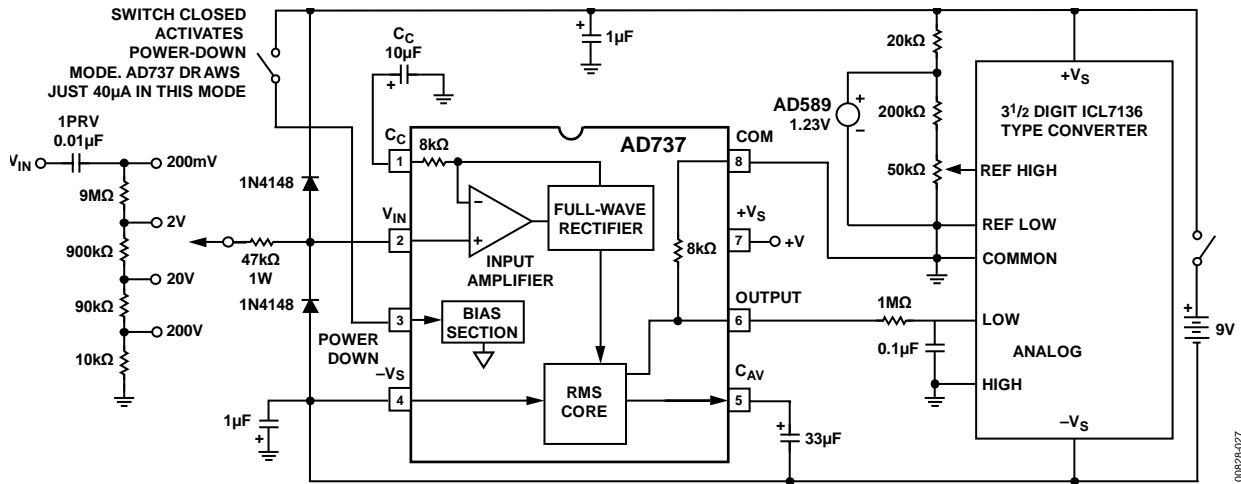 SWITCH CLOSED
ACTIVATES
POWER-DOWN
MODE. AD737 DRAWS
JUST 40µA IN THIS MODE
1PRV
0.01µF
VIN
200mV
9MΩ
2V
900kΩ
20V
90kΩ
200V
10kΩ
1N4148
47kΩ
1W
1N4148
1µF
CC
10µF
1µF
AD737
CC
8kΩ
1
VIN
2
INPUT
AMPLIFIER
FULL-WAVE
RECTIFIER
3
POWER
DOWN
BIAS
SECTION
–VS
4
RMS
CORE
COM
8
+VS
7
+V
8kΩ
OUTPUT
6
CAV
5
33µF
1MΩ
0.1µF
20kΩ
AD589
1.23V
200kΩ
50kΩ
+VS
3 1/2 DIGIT ICL7136
TYPE CONVERTER
REF HIGH
REF LOW
COMMON
LOW
ANALOG
HIGH
–VS
9V
00828-027